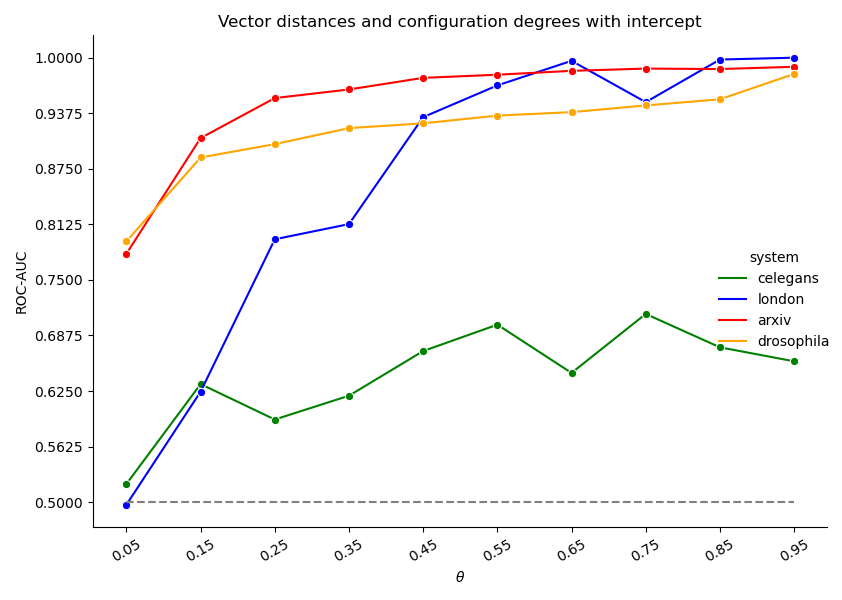 Vector distances and configuration degrees with intercept
1.0000
0.9375
0.8750
0.8125
0.7500
0.6875
0.6250
0.5625
0.5000
ROC-AUC
system
celegans
london
arxiv
drosophila
0.05 0.15 0.25 0.35 0.45 0.55 0.65 0.75 0.85 0.95
θ